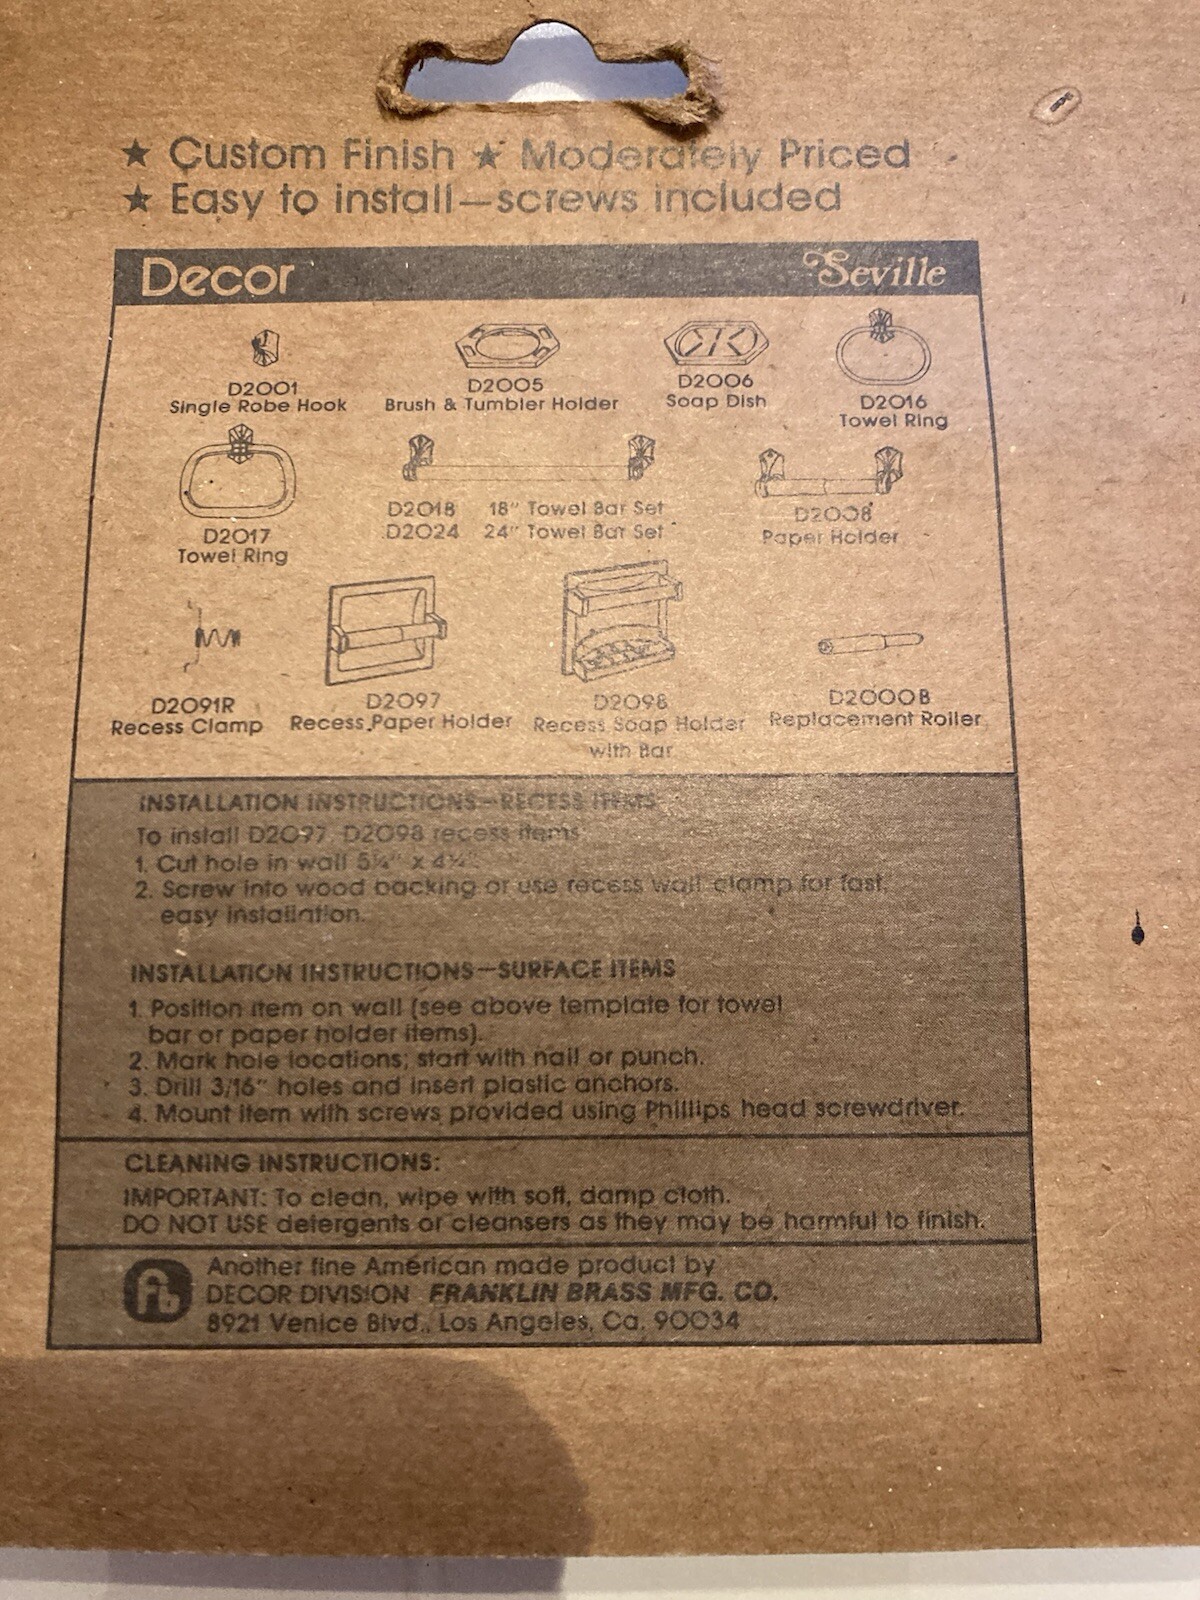 ★ Custom Finish ★ Moderately Priced
★ Easy to install—screws included
Decor Seville
D2001
Single Robe Hook
D2005
Brush & Tumbler Holder
D2006
Soap Dish
D2016
Towel Ring
D2017
Towel Ring
D2018 18" Towel Bar Set
D2024 24" Towel Bar Set
D2008
Paper Holder
D2091R
Recess Clamp
D2097
Recess Paper Holder
D2098
Recess Soap Holder
with Bar
D2000B
Replacement Roller
INSTALLATION INSTRUCTIONS—RECESS ITEMS
To install D2097, D2098 recess items
1. Cut hole in wall x
2. Screw into wood backing or use recess wall clamp for fast,
easy installation.
INSTALLATION INSTRUCTIONS—SURFACE ITEMS
1. Position item on wall (see above template for towel
bar or paper holder items).
2. Mark hole locations; start with nail or punch.
3. Drill 3/16" holes and insert plastic anchors.
4. Mount item with screws provided using Phillips head screwdriver.
CLEANING INSTRUCTIONS:
IMPORTANT: To clean, wipe with soft, damp cloth.
DO NOT USE detergents or cleansers as they may be harmful to finish.
fb
Another fine American made product by
DECOR DIVISION FRANKLIN BRASS MFG. CO.
8921 Venice Blvd., Los Angeles, Ca. 90034